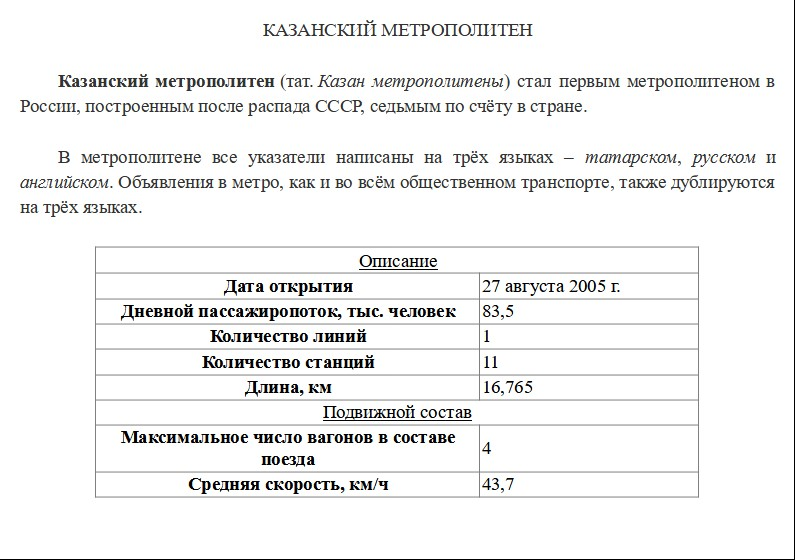 КАЗАНСКИЙ МЕТРОПОЛИТЕН
Казанский метрополитен (тат. Казан метрополитены) стал первым метрополитеном в
России, построенным после распада СССР, седьмым по счёту в стране.
В метрополитене все указатели написаны на трёх языках – татарском, русском и
английском. Объявления в метро, как и во всём общественном транспорте, также дублируются
на трёх языках.
Описание
Дата открытия 27 августа 2005 г.
Дневной пассажиропоток, тыс. человек 83,5
Количество линий 1
Количество станций 11
Длина, км 16,765
Подвижной состав
Максимальное число вагонов в составе
поезда 4
Средняя скорость, км/ч 43,7